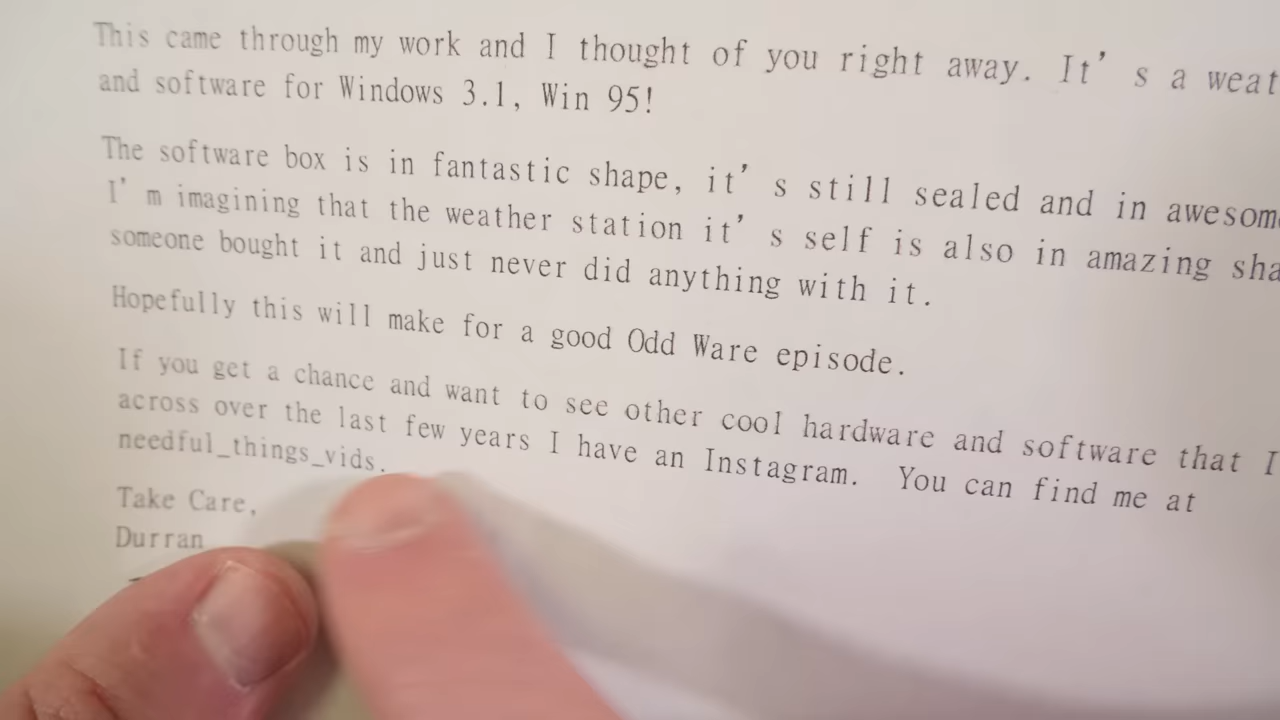 This came through my work and I thought of you right away. It's a weat
and software for Windows 3.1, Win 95!
The software box is in fantastic shape, it's still sealed and in awesom
I'm imagining that the weather station it's self is also in amazing sha
someone bought it and just never did anything with it.
Hopefully this will make for a good Odd Ware episode.
If you get a chance and want to see other cool hardware and software that I
across over the last few years I have an Instagram. You can find me at
needful_things_vids.
Take Care,
Durran